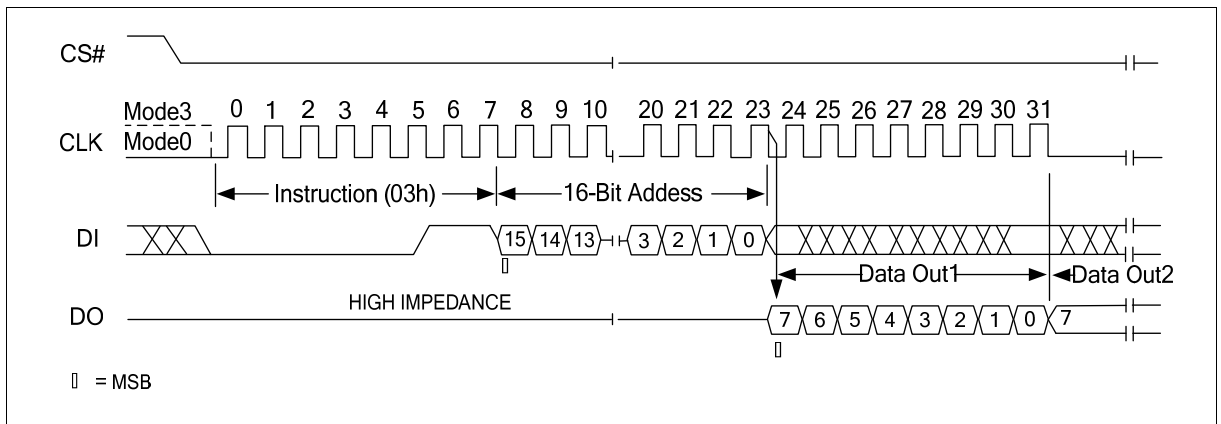 CS#
0 1 2 3 4 5 6 7 8 9 10 20 21 22 23 24 25 26 27 28 29 30 31
Mode3
CLK Mode0
Instruction (03h) 16-Bit Addess
DI 15 14 13 3 2 1 0
Data Out1 Data Out2
HIGH IMPEDANCE
DO 7 6 5 4 3 2 1 0 7
= MSB